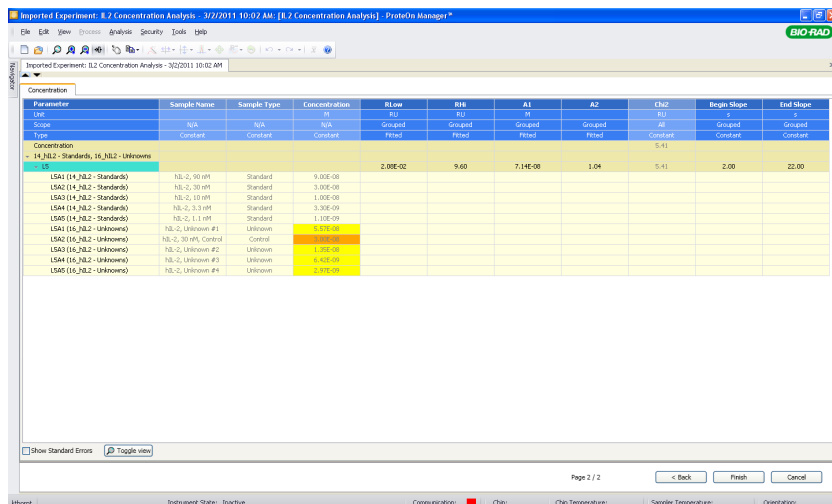 Imported Experiment: IL2 Concentration Analysis - 3/2/2011 10:02 AM: [IL2 Concentration Analysis] - ProteOn Manager™
File Edit View Process Analysis Security Tools Help
BIO-RAD
Navigator
Imported Experiment: IL2 Concentration Analysis - 3/2/2011 10:02 AM
Concentration
Parameter Sample Name Sample Type Concentration RLow RHi A1 A2 Chi2 Begin Slope End Slope
Unit M RU RU M RU s s
Scope N/A N/A N/A Grouped Grouped Grouped Grouped All Grouped Grouped
Type Constant Constant Constant Fitted Fitted Fitted Fitted Constant Constant Constant
Concentration 5.41
- 14_hIL2 - Standards, 16_hIL2 - Unknowns
- L5 2.08E-02 9.60 7.14E-08 1.04 5.41 2.00 22.00
L5A1 (14_hIL2 - Standards) hIL-2, 90 nM Standard 9.00E-08
L5A2 (14_hIL2 - Standards) hIL-2, 30 nM Standard 3.00E-08
L5A3 (14_hIL2 - Standards) hIL-2, 10 nM Standard 1.00E-08
L5A4 (14_hIL2 - Standards) hIL-2, 3.3 nM Standard 3.30E-09
L5A5 (14_hIL2 - Standards) hIL-2, 1.1 nM Standard 1.10E-09
L5A1 (16_hIL2 - Unknowns) hIL-2, Unknown #1 Unknown 5.57E-08
L5A2 (16_hIL2 - Unknowns) hIL-2, 30 nM, Control Control 3.00E-08
L5A3 (16_hIL2 - Unknowns) hIL-2, Unknown #2 Unknown 1.35E-08
L5A4 (16_hIL2 - Unknowns) hIL-2, Unknown #3 Unknown 6.42E-09
L5A5 (16_hIL2 - Unknowns) hIL-2, Unknown #4 Unknown 2.97E-09
Show Standard Errors Toggle view
Page 2 / 2 < Back Finish Cancel
Instrument State: Inactive Communication: Chip: Chip Temperature: Sampler Temperature: Orientation: